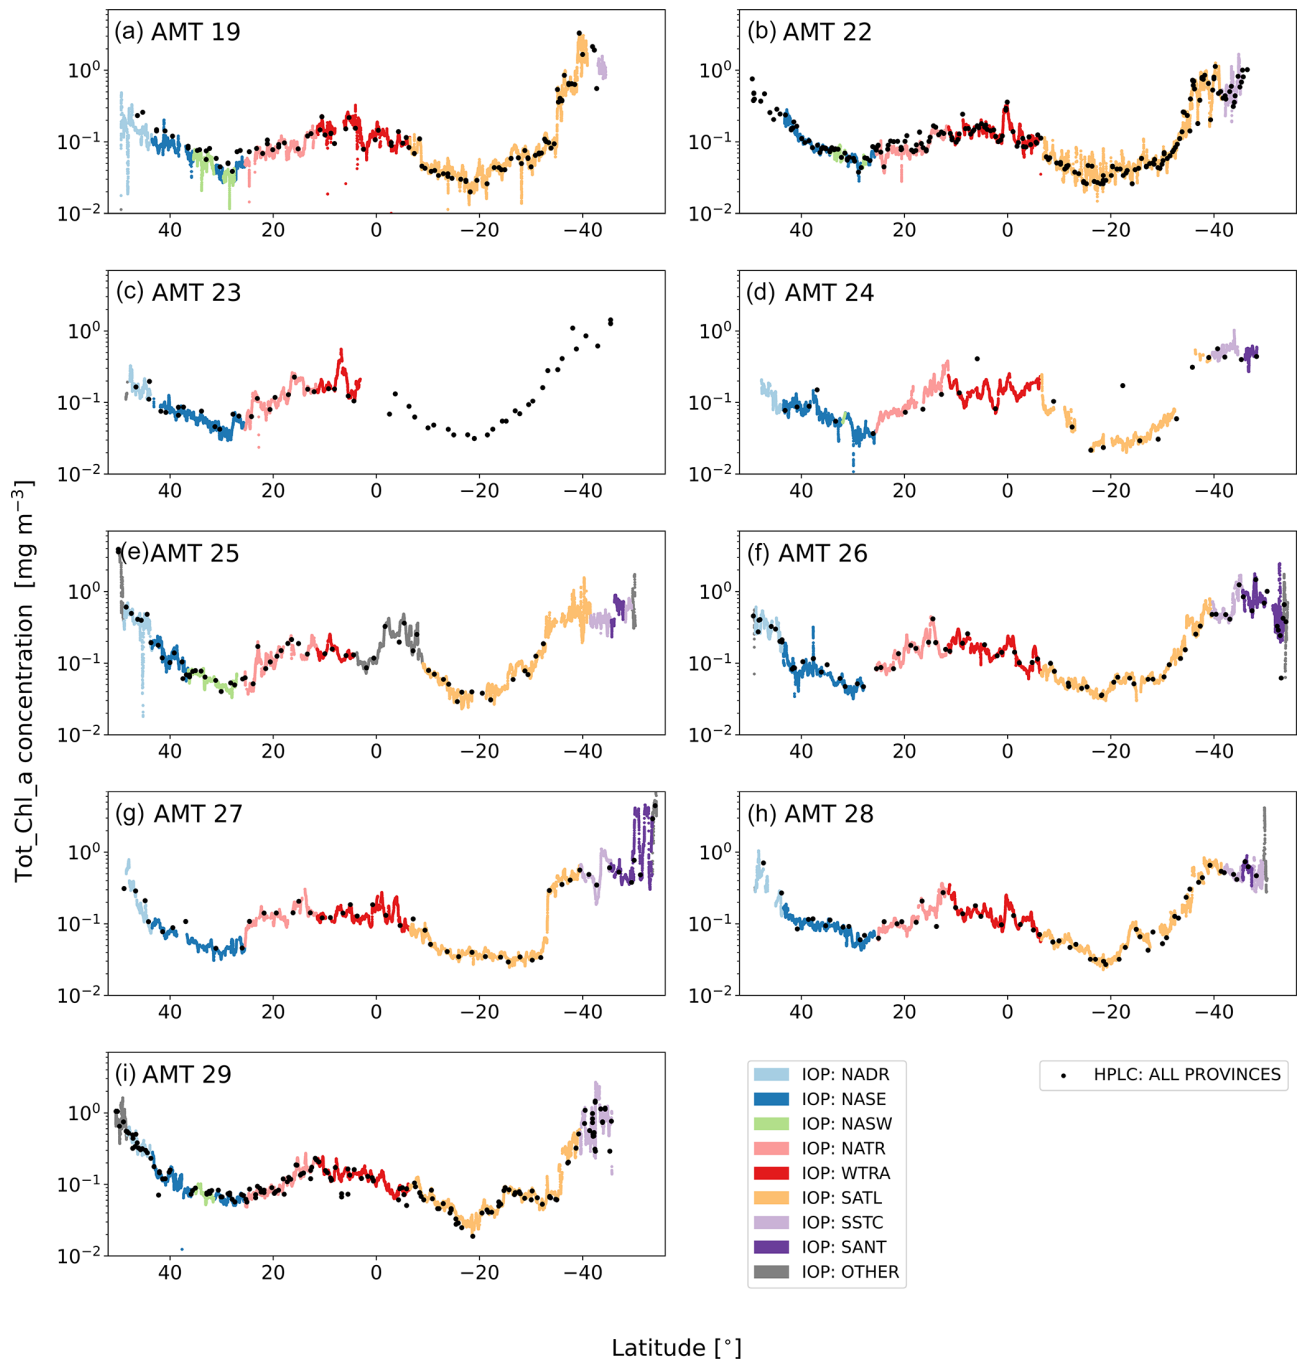 (a) AMT 19
10⁰
10⁻¹
10⁻²
40 20 0 −20 −40
(b) AMT 22
10⁰
10⁻¹
10⁻²
40 20 0 −20 −40
(c) AMT 23
10⁰
10⁻¹
10⁻²
40 20 0 −20 −40
(d) AMT 24
10⁰
10⁻¹
10⁻²
40 20 0 −20 −40
Tot_Chl_a concentration [mg m⁻³]
(e) AMT 25
10⁰
10⁻¹
10⁻²
40 20 0 −20 −40
(f) AMT 26
10⁰
10⁻¹
10⁻²
40 20 0 −20 −40
(g) AMT 27
10⁰
10⁻¹
10⁻²
40 20 0 −20 −40
(h) AMT 28
10⁰
10⁻¹
10⁻²
40 20 0 −20 −40
(i) AMT 29
10⁰
10⁻¹
10⁻²
40 20 0 −20 −40
IOP: NADR
IOP: NASE
IOP: NASW
IOP: NATR
IOP: WTRA
IOP: SATL
IOP: SSTC
IOP: SANT
IOP: OTHER
HPLC: ALL PROVINCES
Latitude [°]